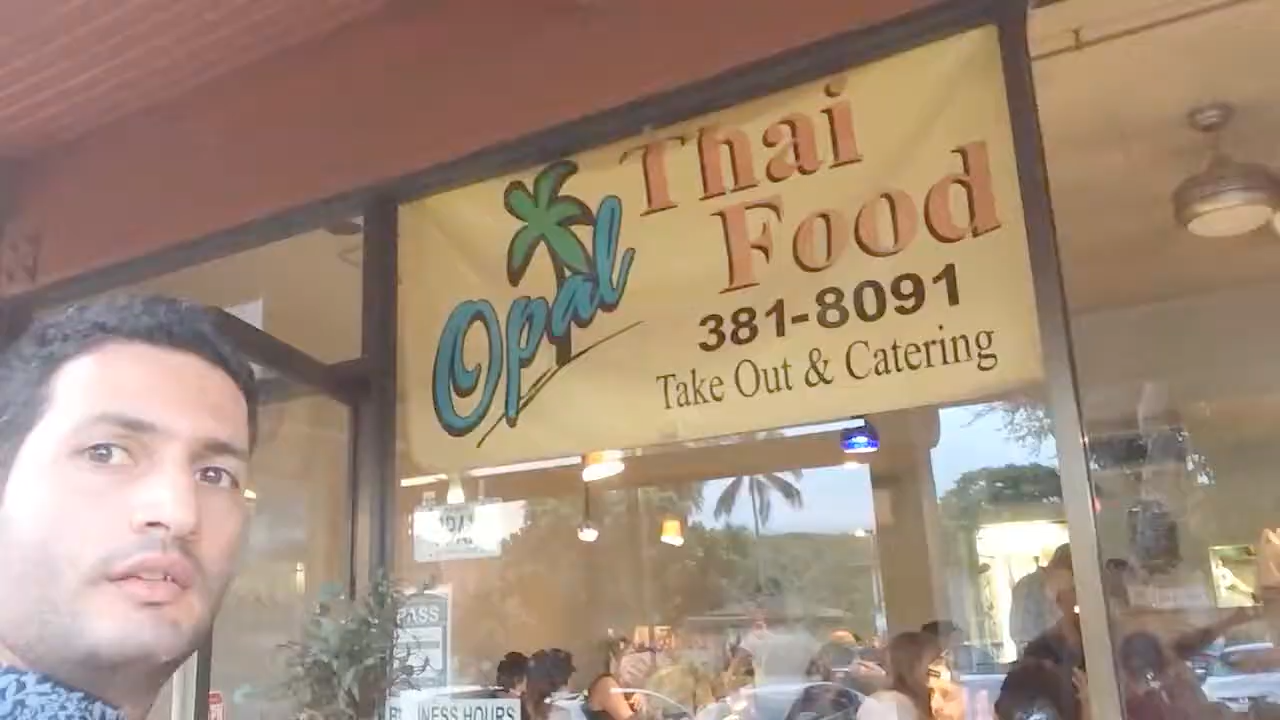 Opal
Thai
Food
381-8091
Take Out & Catering
PASS
BUSINESS HOURS